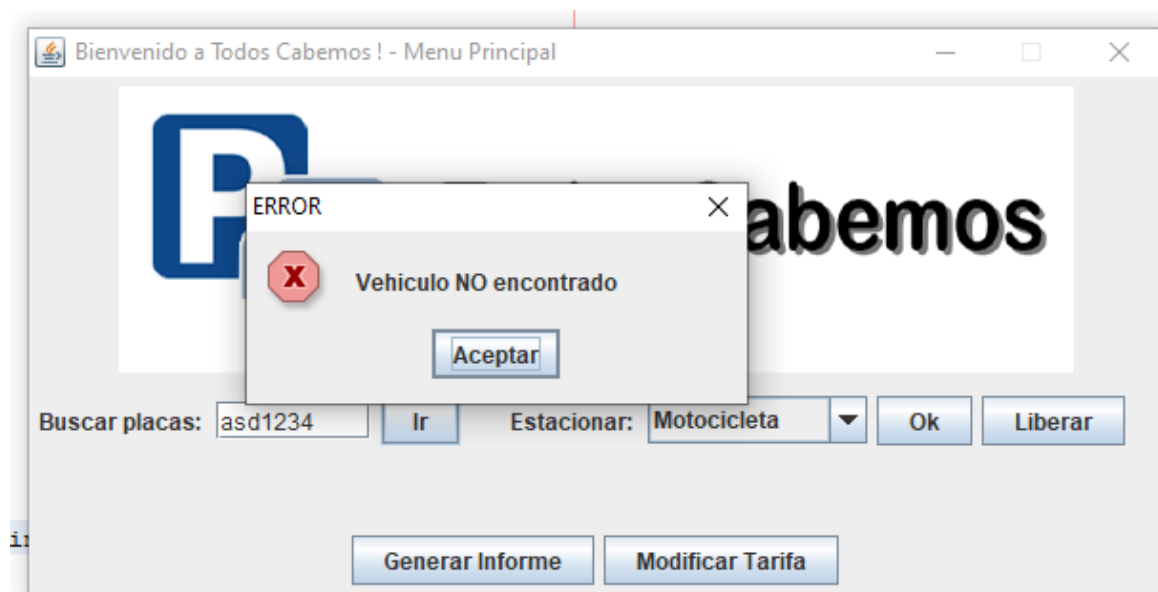 Bienvenido a Todos Cabemos ! - Menu Principal
abemos
ERROR
Vehiculo NO encontrado
Aceptar
Buscar placas: asd1234 Ir Estacionar: Motocicleta Ok Liberar
Generar Informe Modificar Tarifa